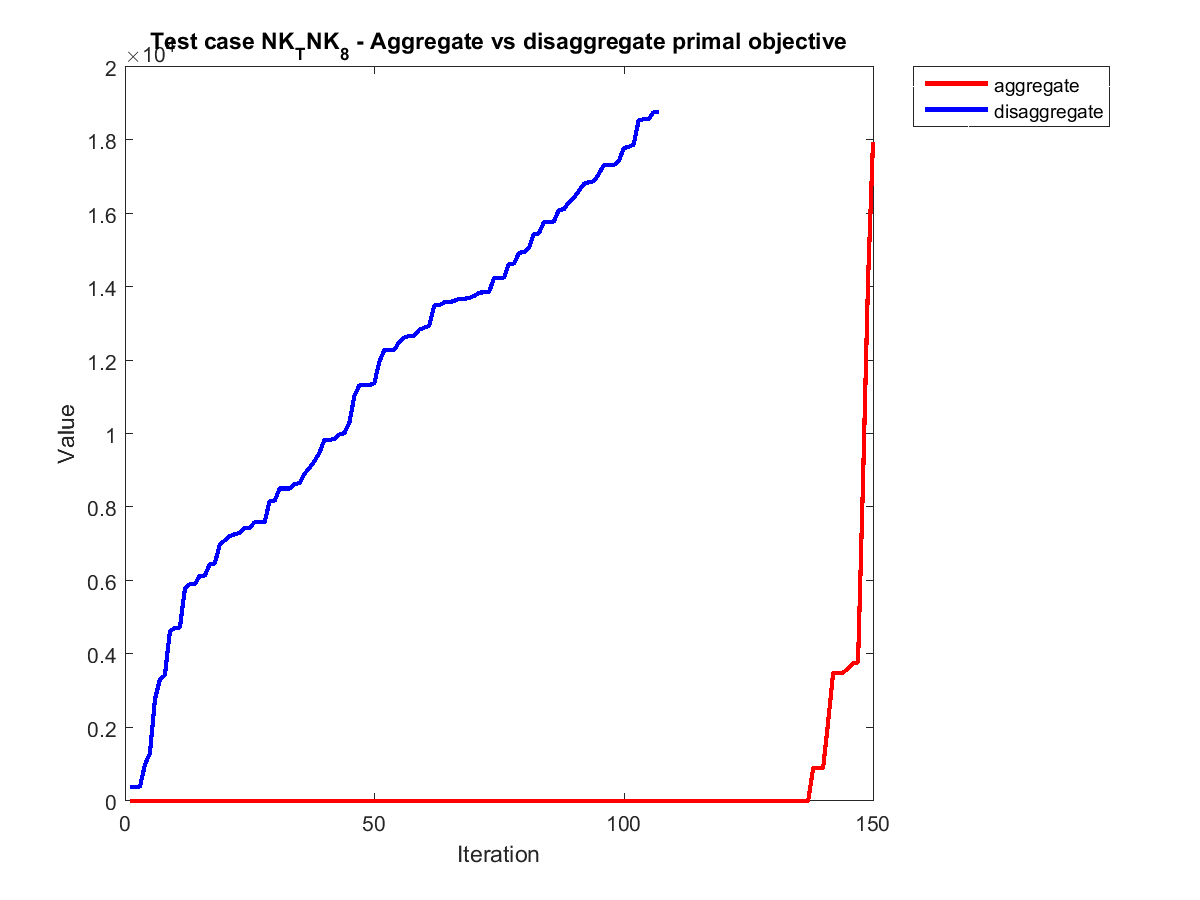 Test case NK_TNK_8 - Aggregate vs disaggregate primal objective
×10^4
2
1.8
1.6
1.4
1.2
1
0.8
0.6
0.4
0.2
0
Value
0 50 100 150
Iteration
aggregate
disaggregate